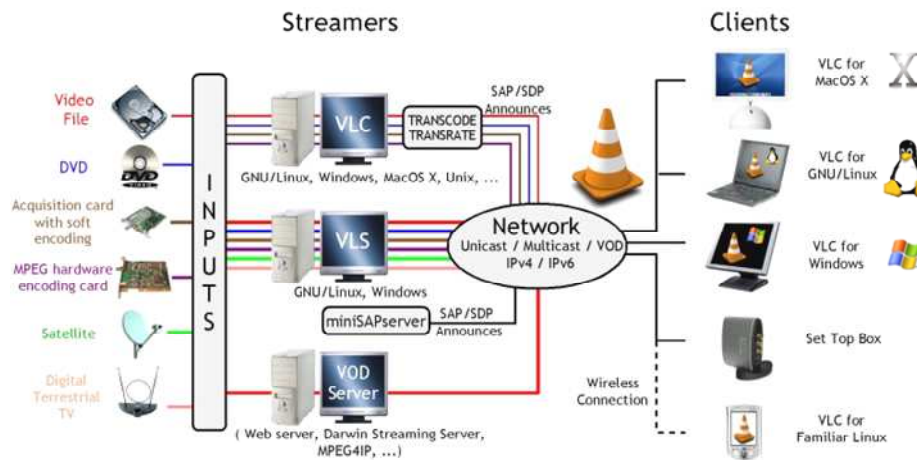 Streamers
Clients
Video
File
DVD
Acquisition card
with soft
encoding
MPEG hardware
encoding card
Satellite
Digital
Terrestrial
TV
INPUTS
VLC
TRANSCODE
TRANSRATE
SAP/SDP
Announces
GNU/Linux, Windows, MacOS X, Unix, ...
VLS
GNU/Linux, Windows
miniSAPserver
SAP/SDP
Announces
VOD
Server
( Web server, Darwin Streaming Server,
MPEG4IP, ...)
Network
Unicast / Multicast / VOD
IPv4 / IPv6
Wireless
Connection
VLC for
MacOS X
X
VLC for
GNU/Linux
VLC for
Windows
Set Top Box
VLC for
Familiar Linux